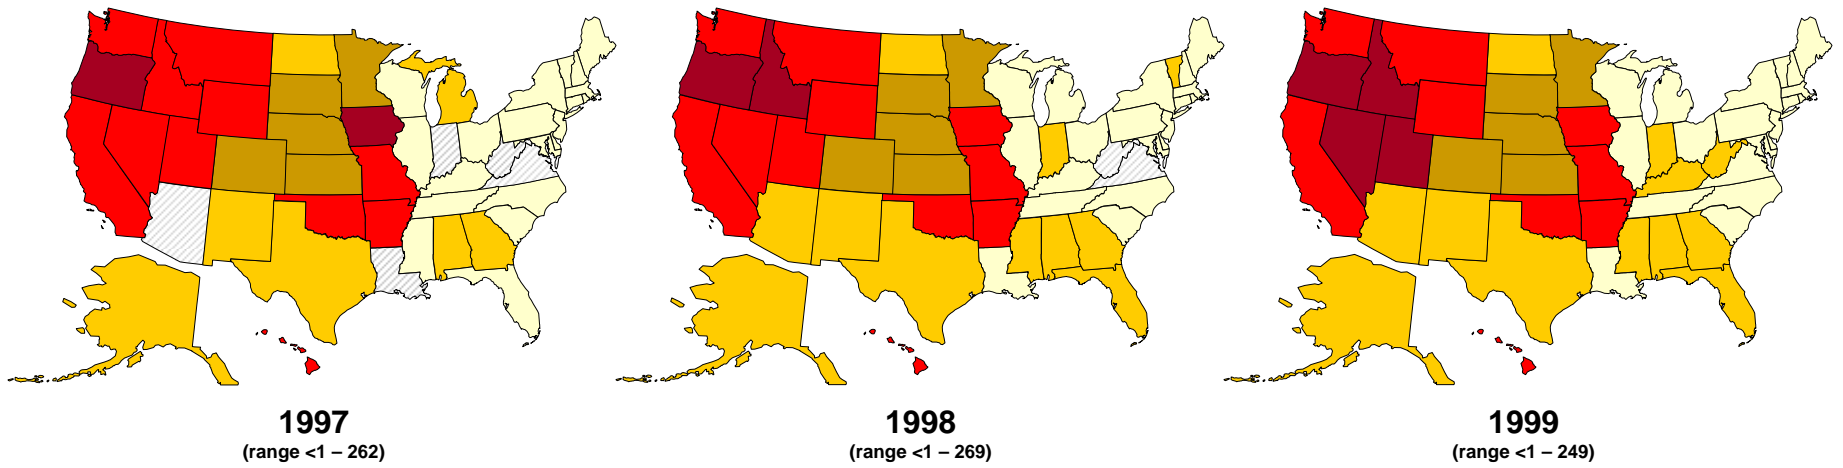 1997
(range <1 – 262)
1998
(range <1 – 269)
1999
(range <1 – 249)